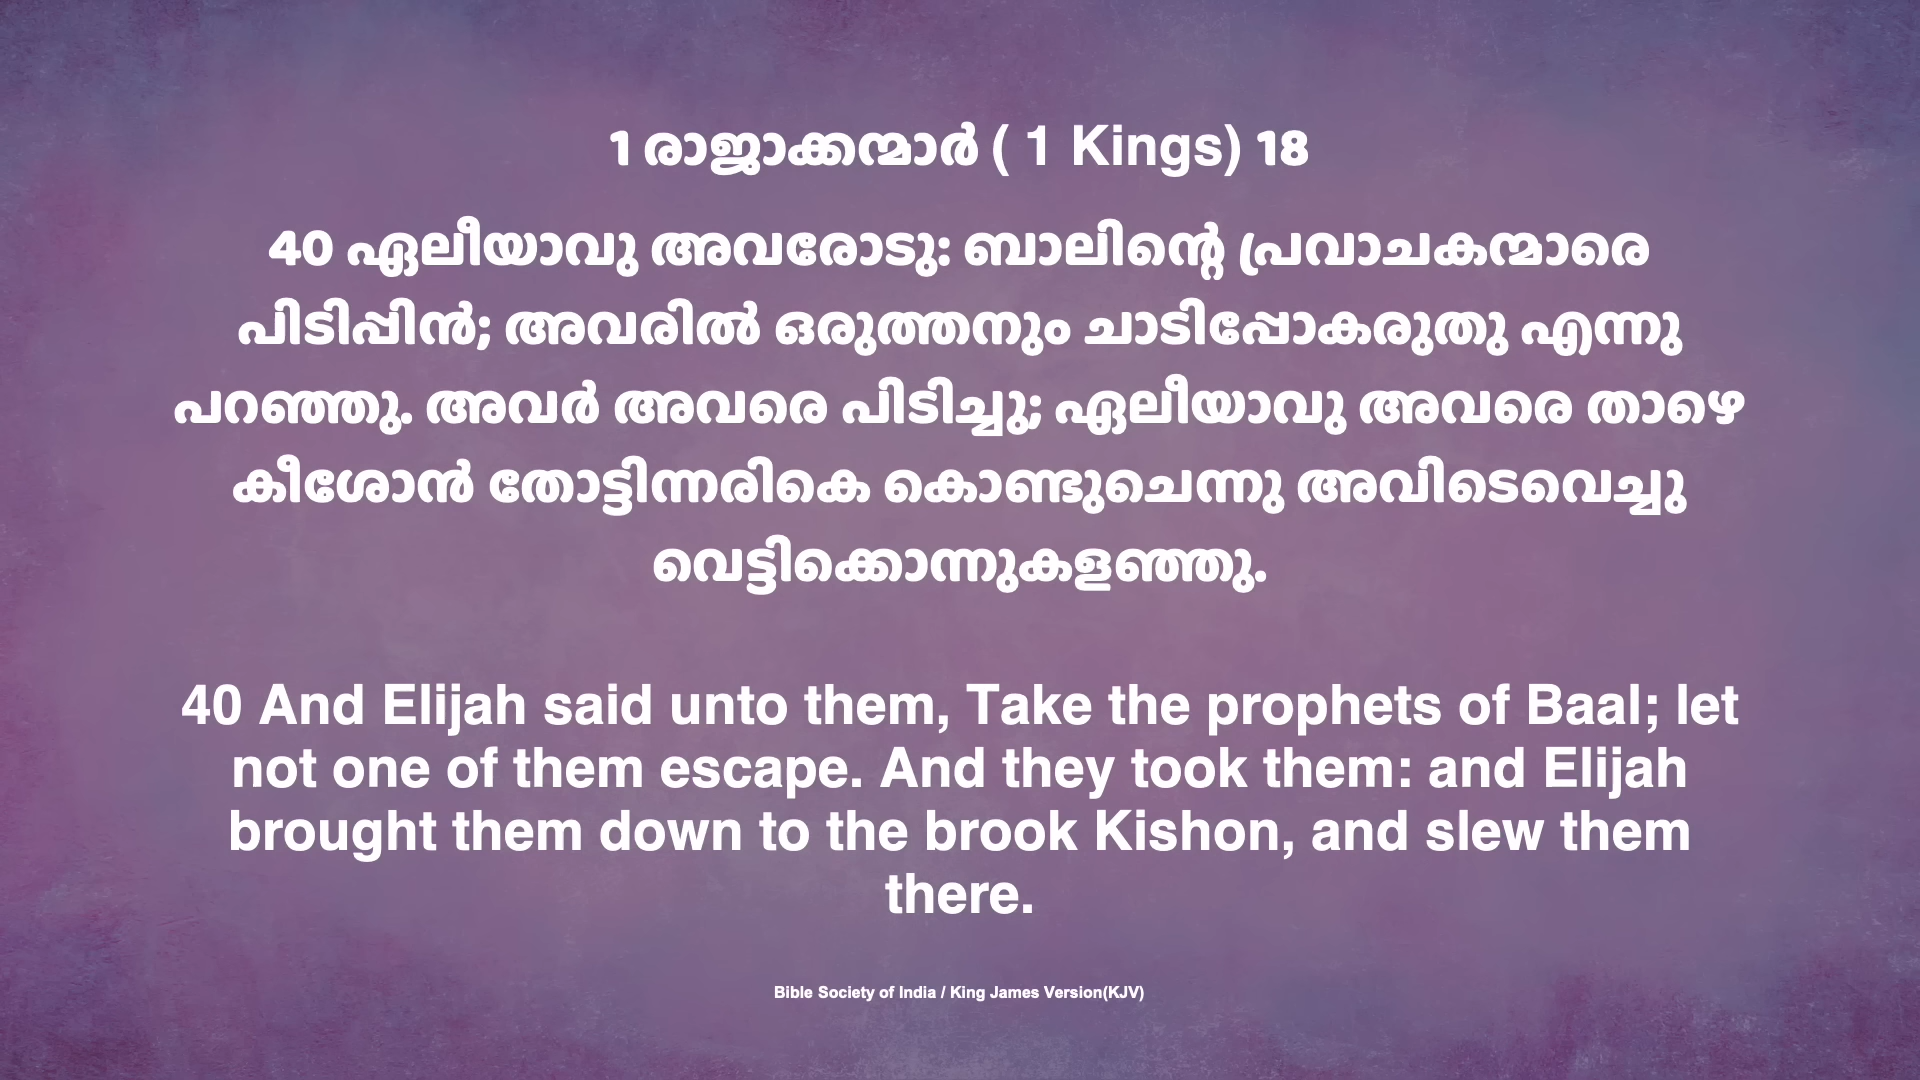 1 രാജാക്കന്മാർ ( 1 Kings) 18
40 ഏലീയാവു അവരോടു: ബാലിന്റെ പ്രവാചകന്മാരെ
പിടിപ്പിൻ; അവരിൽ ഒരുത്തനും ചാടിപ്പോകരുതു എന്നു
പറഞ്ഞു. അവർ അവരെ പിടിച്ചു; ഏലീയാവു അവരെ താഴെ
കീശോൻ തോട്ടിന്നരികെ കൊണ്ടുചെന്നു അവിടെവെച്ചു
വെട്ടിക്കൊന്നുകളഞ്ഞു.
40 And Elijah said unto them, Take the prophets of Baal; let
not one of them escape. And they took them: and Elijah
brought them down to the brook Kishon, and slew them
there.
Bible Society of India / King James Version(KJV)